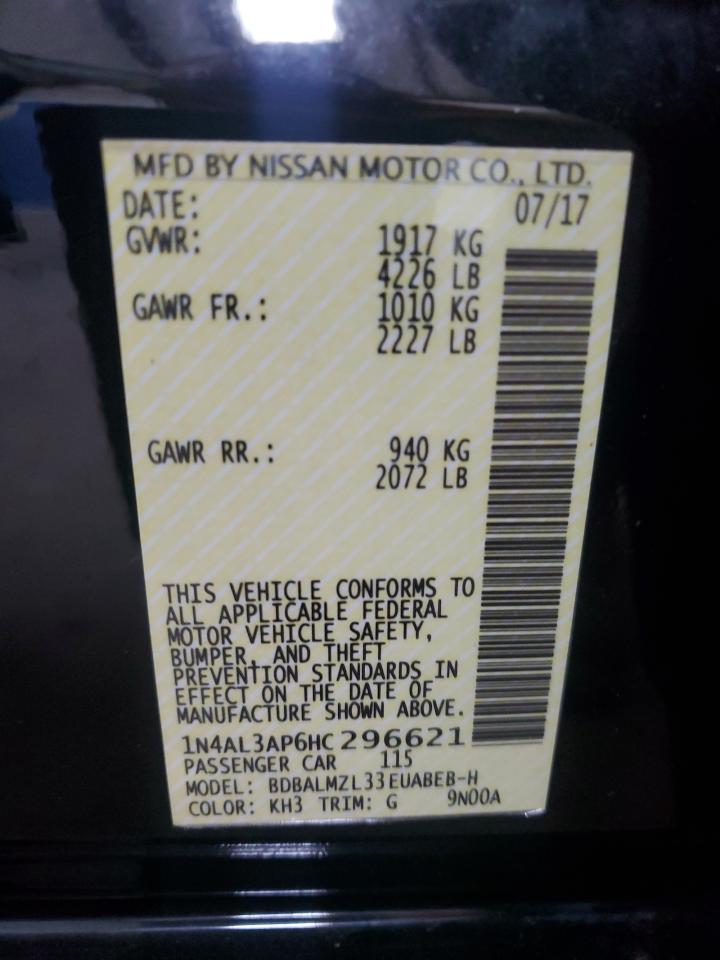 MFD BY NISSAN MOTOR CO., LTD.
DATE: 07/17
GVWR: 1917 KG
4226 LB
GAWR FR.: 1010 KG
2227 LB
GAWR RR.: 940 KG
2072 LB
THIS VEHICLE CONFORMS TO
ALL APPLICABLE FEDERAL
MOTOR VEHICLE SAFETY,
BUMPER, AND THEFT
PREVENTION STANDARDS IN
EFFECT ON THE DATE OF
MANUFACTURE SHOWN ABOVE.
1N4AL3AP6HC296621
PASSENGER CAR 115
MODEL: BDBALMZL33EUABEB-H
COLOR: KH3 TRIM: G 9N00A